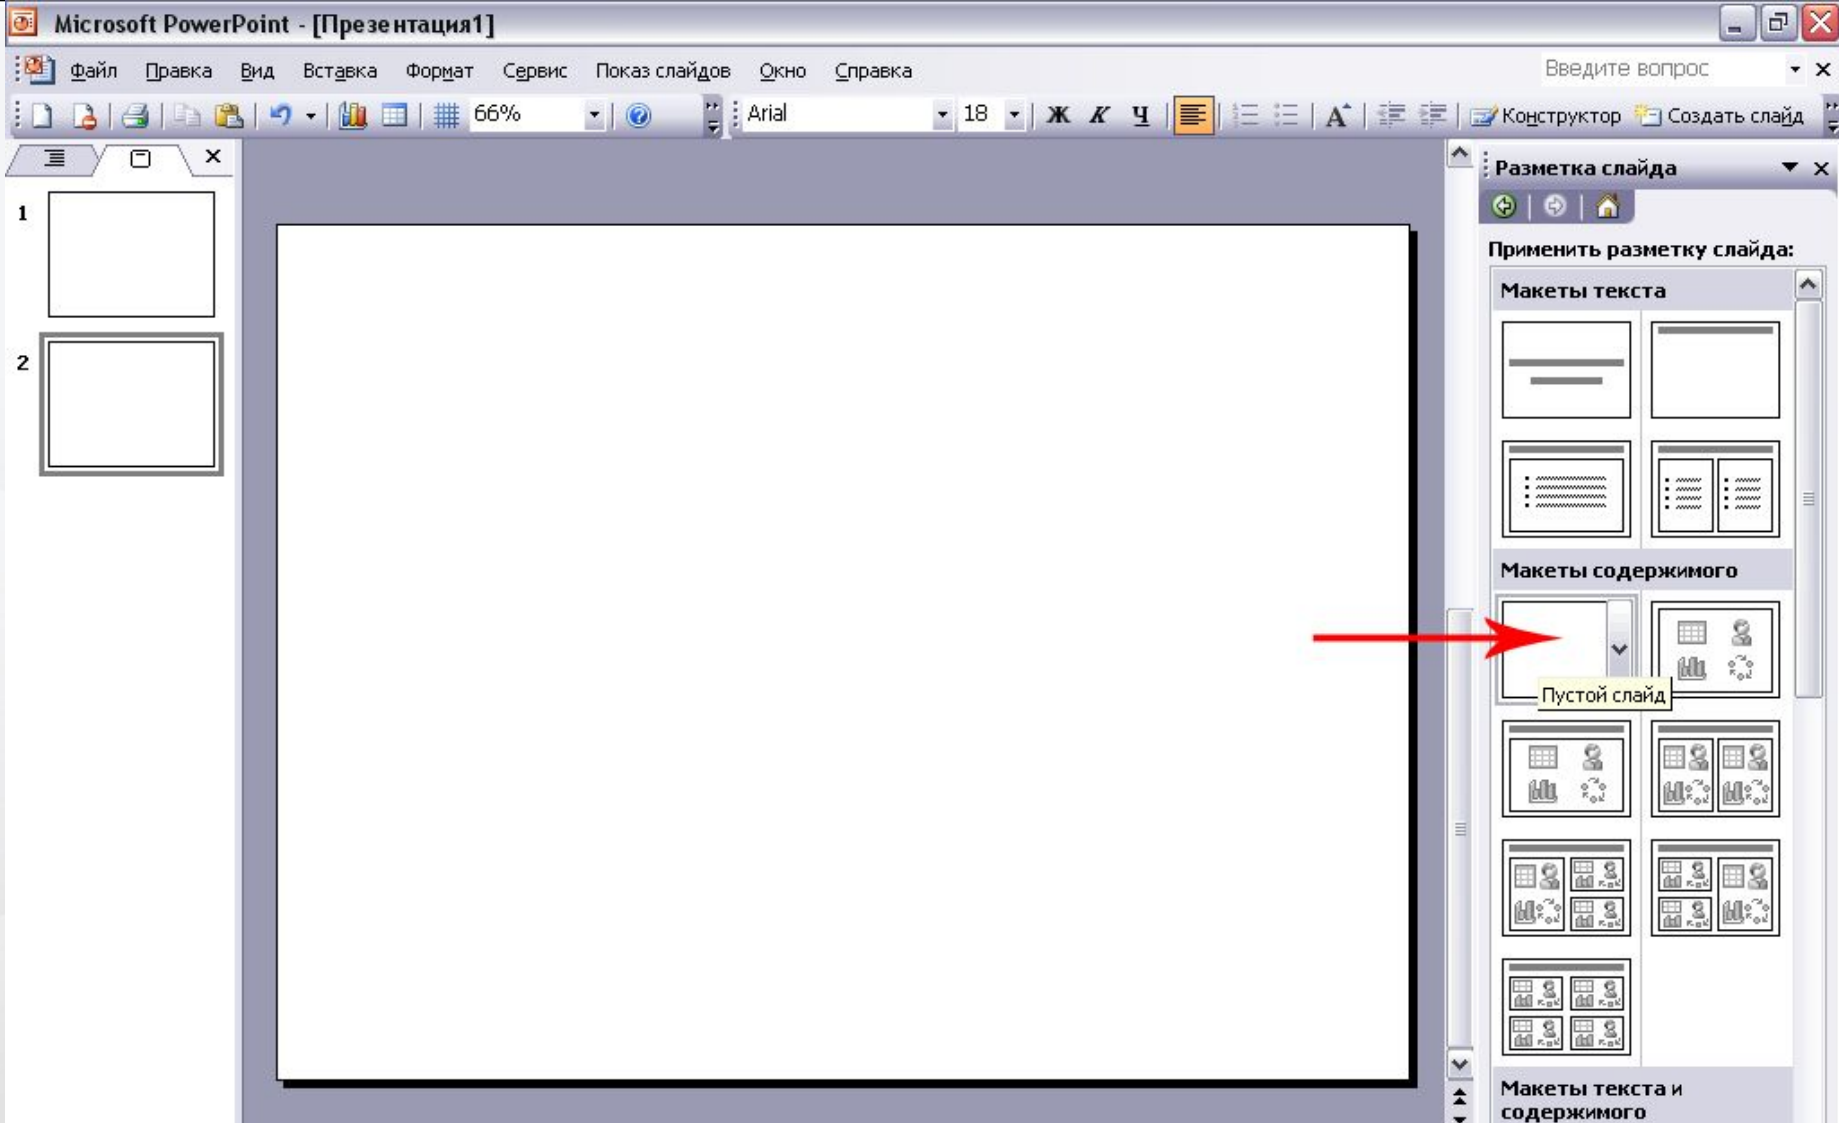 Microsoft PowerPoint - [Презентация1]
Файл Правка Вид Вставка Формат Сервис Показ слайдов Окно Справка Введите вопрос
66% Arial 18 Ж К Ч A Конструктор Создать слайд
Разметка слайда
1
Применить разметку слайда:
Макеты текста
2
Макеты содержимого
Пустой слайд
Макеты текста и
содержимого